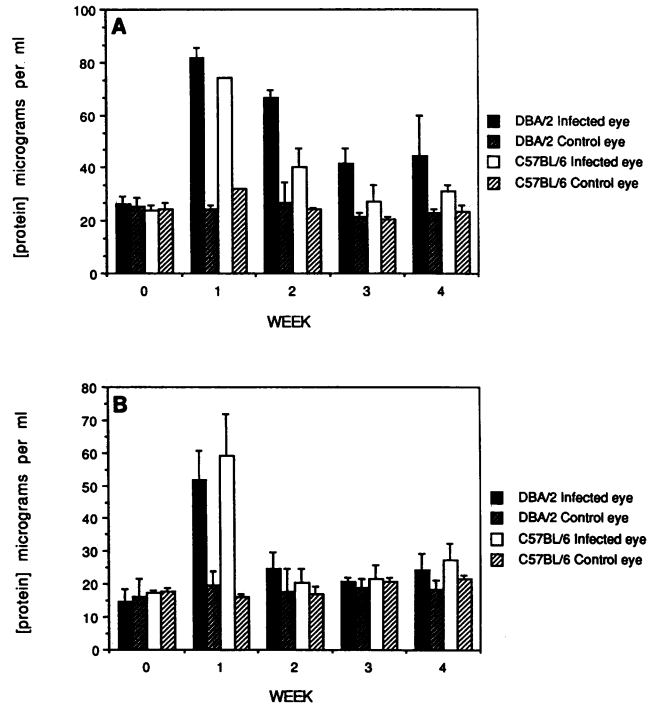 A
100
80
60
40
20
0
[protein] micrograms per ml
0 1 2 3 4
WEEK
DBA/2 Infected eye
DBA/2 Control eye
C57BL/6 Infected eye
C57BL/6 Control eye
B
80
70
60
50
40
30
20
10
0
[protein] micrograms per ml
0 1 2 3 4
WEEK
DBA/2 Infected eye
DBA/2 Control eye
C57BL/6 Infected eye
C57BL/6 Control eye